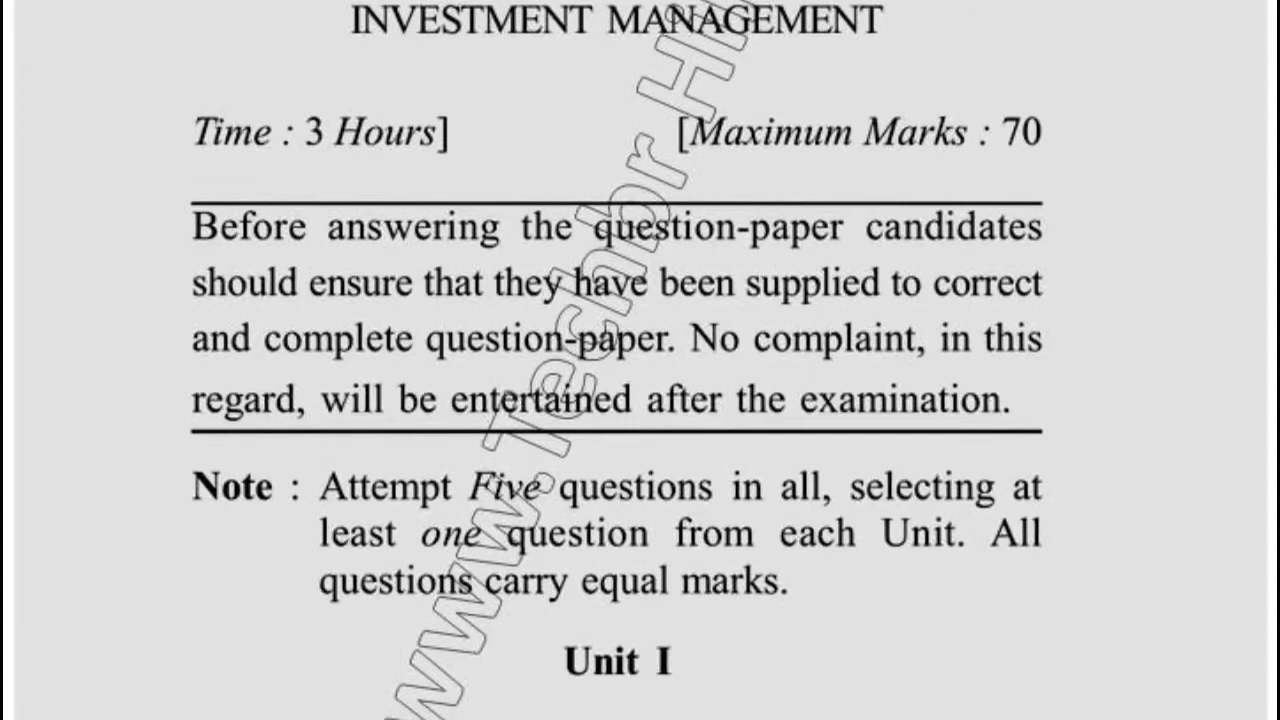 INVESTMENT MANAGEMENT
Time : 3 Hours] [Maximum Marks : 70
Before answering the question-paper candidates
should ensure that they have been supplied to correct
and complete question-paper. No complaint, in this
regard, will be entertained after the examination.
Note : Attempt Five questions in all, selecting at
least one question from each Unit. All
questions carry equal marks.
Unit I
www.Techbr